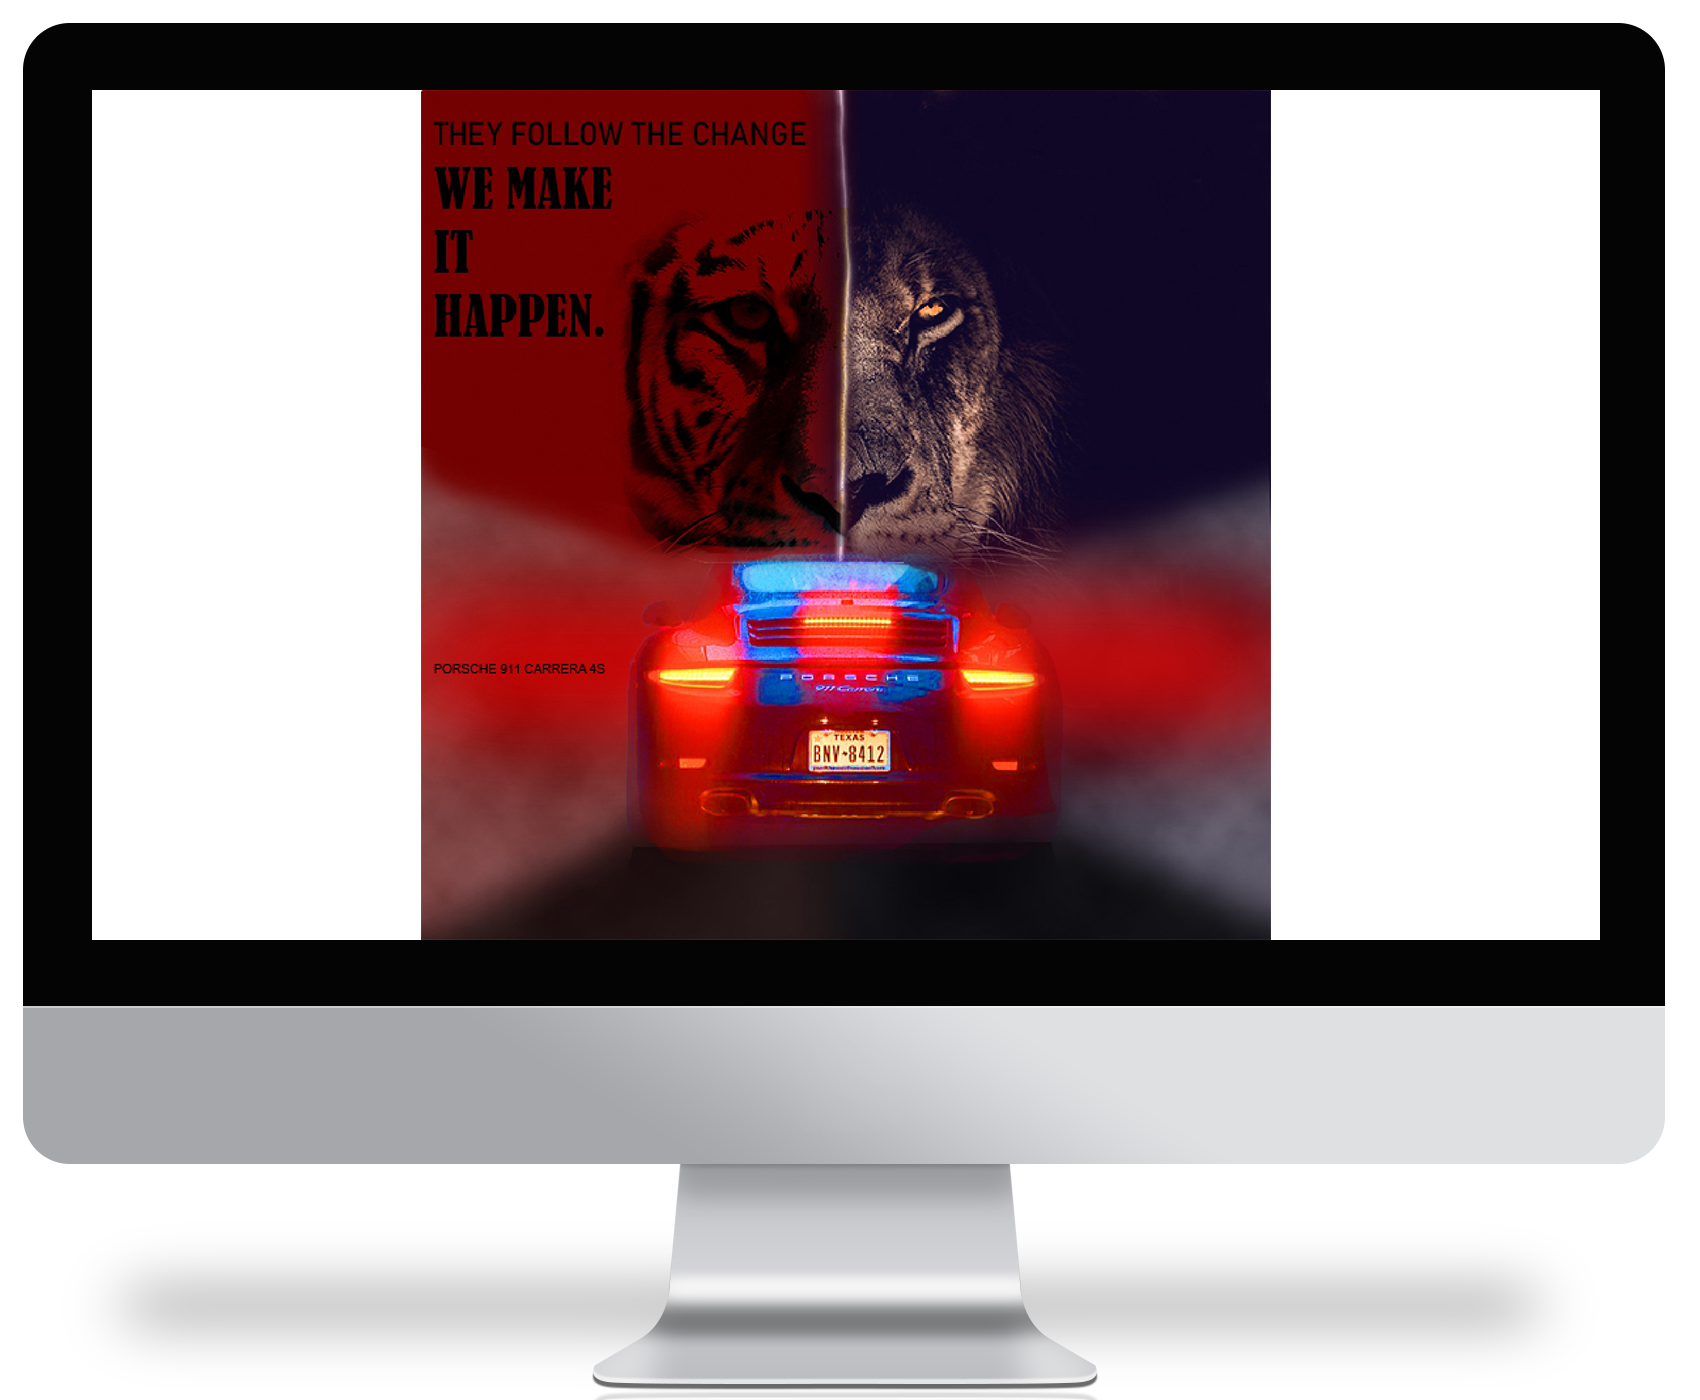 THEY FOLLOW THE CHANGE
WE MAKE
IT
HAPPEN.
PORSCHE 911 CARRERA 4S
PORSCHE
911 Carrera
TEXAS
BNV-8412